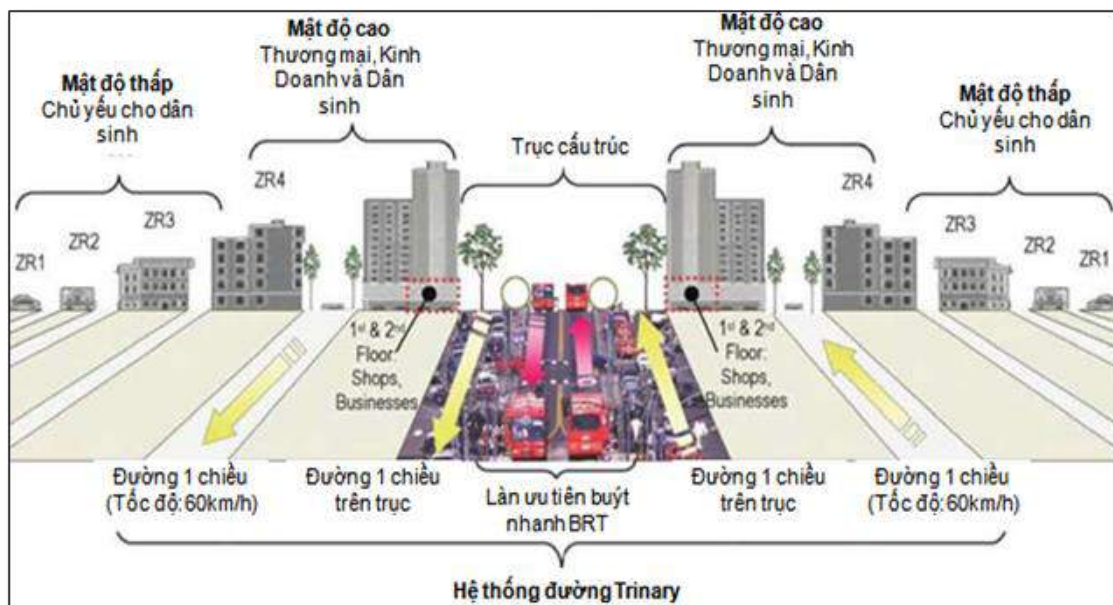 Mật độ cao
Thương mại, Kinh
Doanh và Dân
sinh
Mật độ cao
Thương mại, Kinh
Doanh và Dân
sinh
Mật độ thấp
Chủ yếu cho dân
sinh
Mật độ thấp
Chủ yếu cho dân
sinh
Trục cấu trúc
ZR4
ZR4
ZR3
ZR2
ZR1
ZR3
ZR2
ZR1
1st & 2nd
Floor:
Shops,
Businesses
1st & 2nd
Floor:
Shops,
Businesses
Đường 1 chiều
(Tốc độ: 60km/h)
Đường 1 chiều
trên trục
Làn ưu tiên buýt
nhanh BRT
Đường 1 chiều
trên trục
Đường 1 chiều
(Tốc độ: 60km/h)
Hệ thống đường Trinary